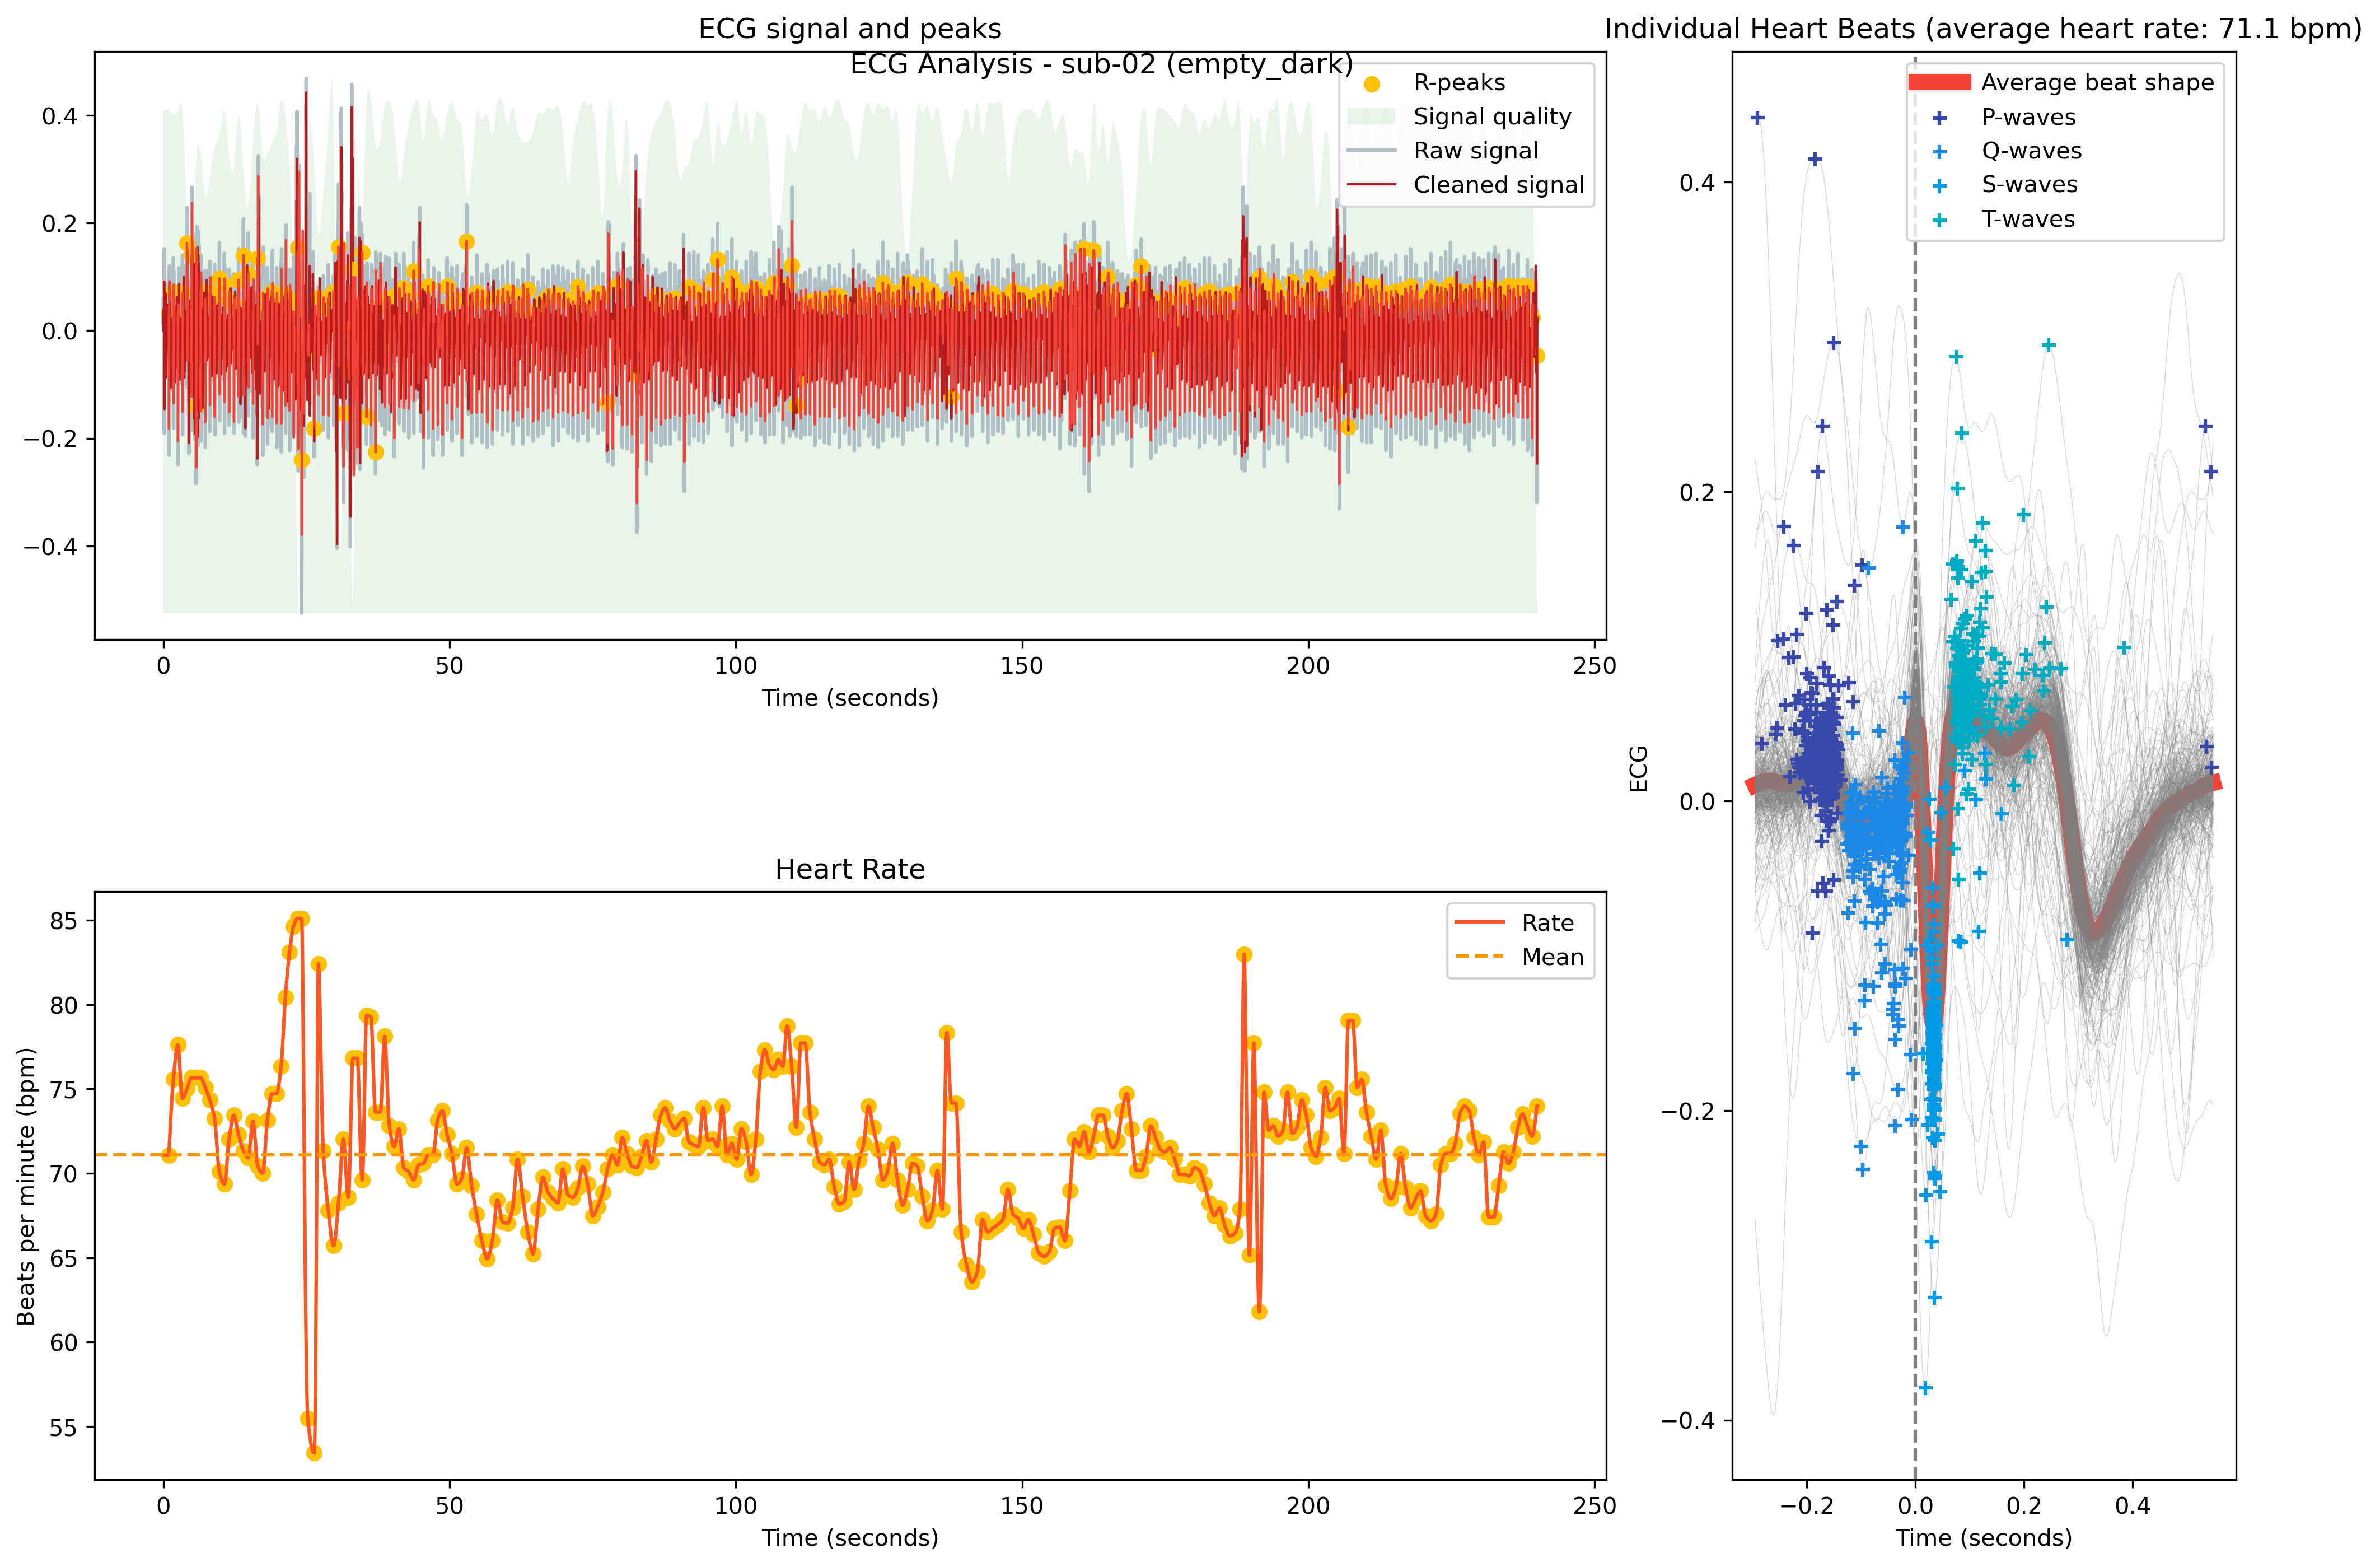 ECG signal and peaks
ECG Analysis - sub-02 (empty_dark)
R-peaks
Signal quality
Raw signal
Cleaned signal
0.4
0.2
0.0
−0.2
−0.4
0 50 100 150 200 250
Time (seconds)
Heart Rate
Rate
Mean
Beats per minute (bpm)
85
80
75
70
65
60
55
0 50 100 150 200 250
Time (seconds)
Individual Heart Beats (average heart rate: 71.1 bpm)
Average beat shape
P-waves
Q-waves
S-waves
T-waves
ECG
0.4
0.2
0.0
−0.2
−0.4
−0.2 0.0 0.2 0.4
Time (seconds)